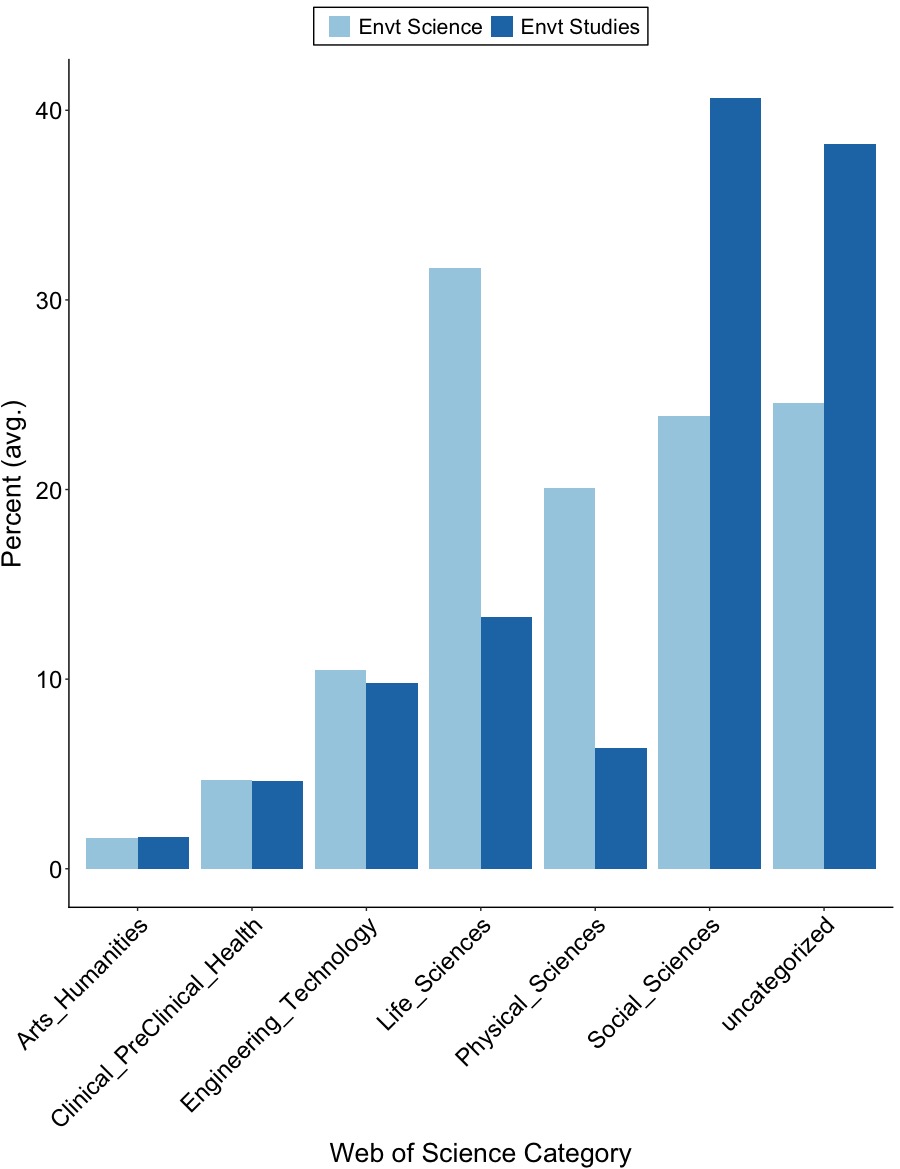 Envt Science Envt Studies
Percent (avg.)
40
30
20
10
0
Arts_Humanities
Clinical_PreClinical_Health
Engineering_Technology
Life_Sciences
Physical_Sciences
Social_Sciences
uncategorized
Web of Science Category